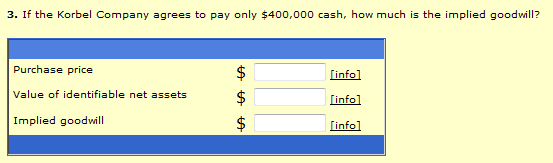 3. If the Korbel Company agrees to pay only $400,000 cash, how much is the implied goodwill?
Purchase price $ [info]
Value of identifiable net assets $ [info]
Implied goodwill $ [info]